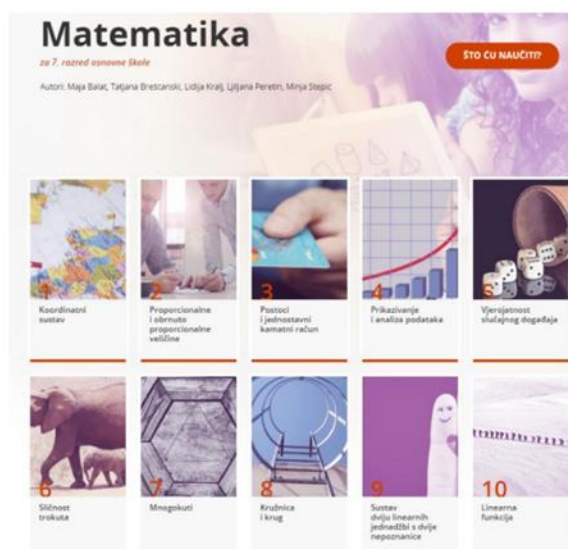 Matematika
za 7. razred osnovne škole
ŠTO ĆU NAUČITI?
Autori: Maja Balat, Tatjana Brešćanski, Lidija Kralj, Ljiljana Peretin, Minja Stepić
1
Koordinatni
sustav
2
Proporcionalne
i obrnuto
proporcionalne
veličine
3
Postoci
i jednostavni
kamatni račun
4
Prikazivanje
i analiza podataka
5
Vjerojatnost
slučajnog događaja
6
Sličnost
trokuta
7
Mnogokuti
8
Kružnica
i krug
9
Sustav
dviju linearnih
jednadžbi s dvije
nepoznanice
10
Linearna
funkcija